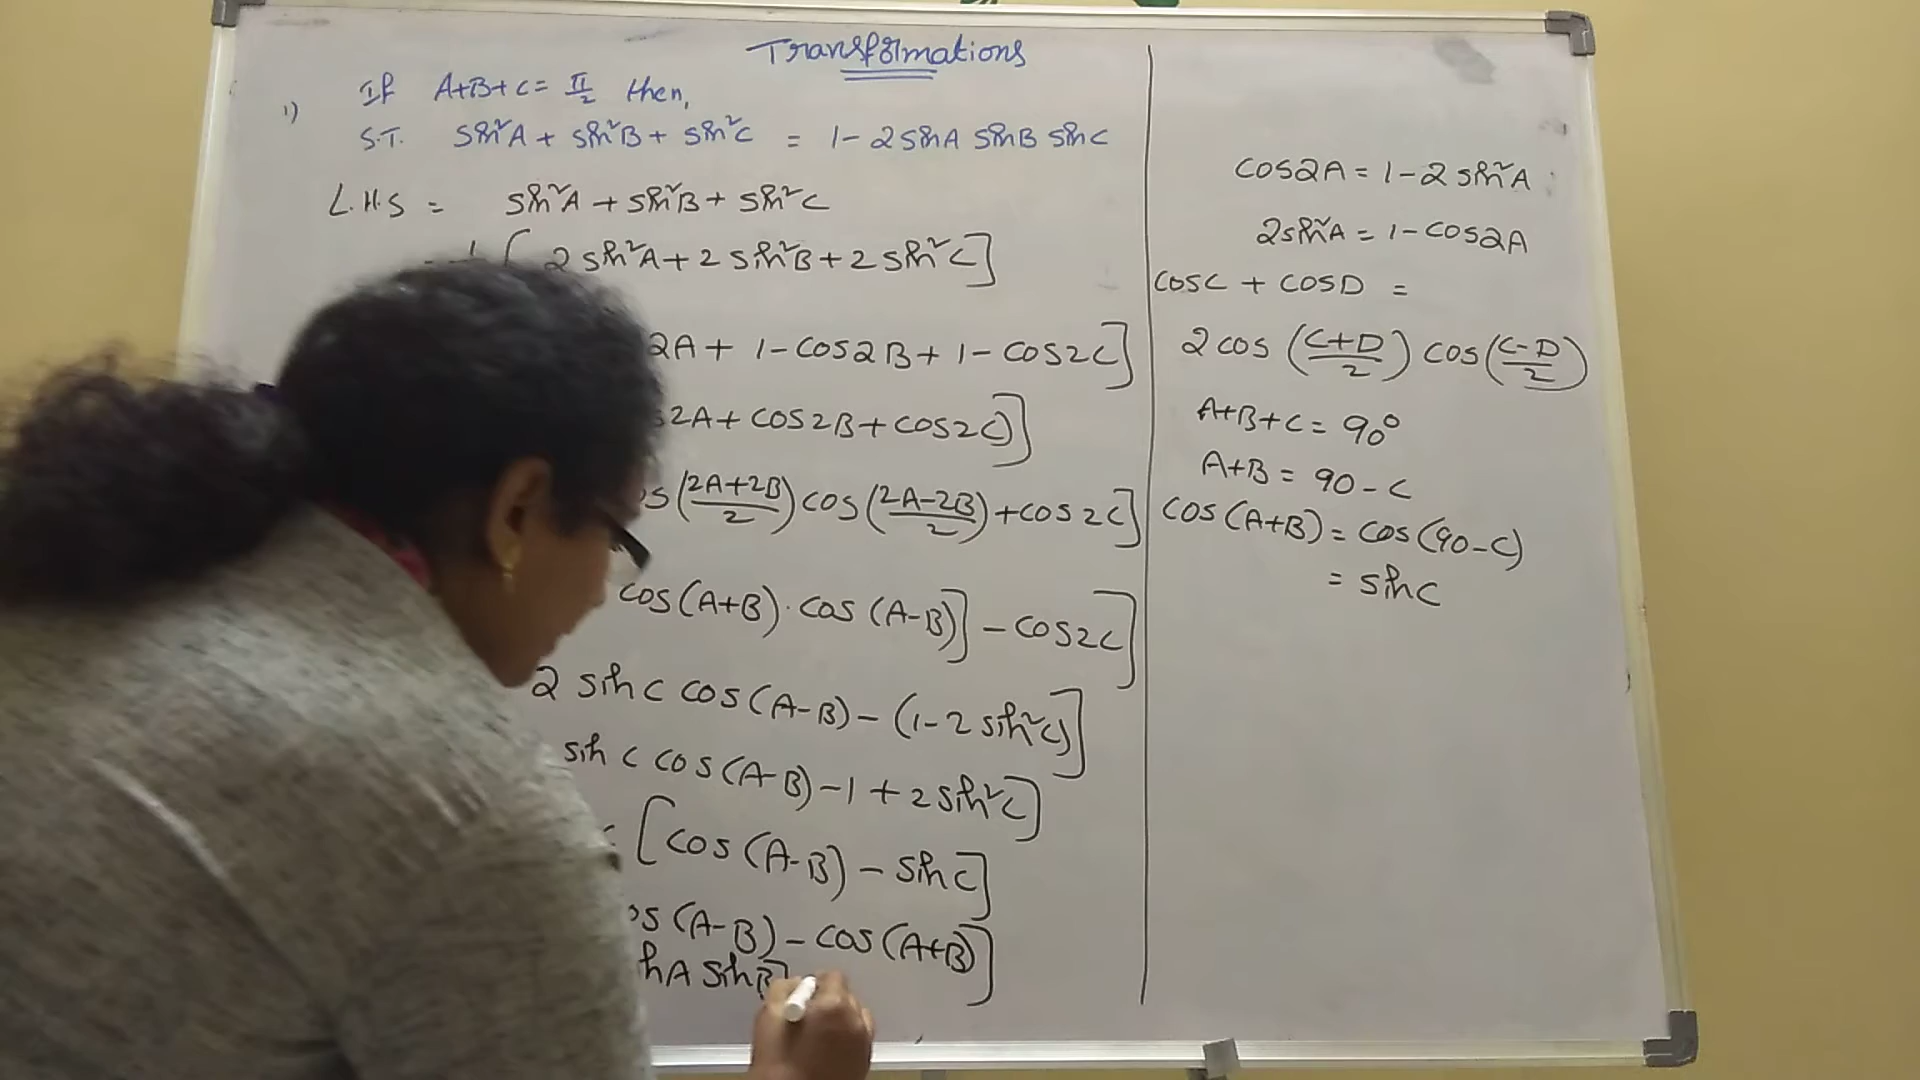 Transformations
1) If A+B+C = π/2 then,
S.T. sin²A + sin²B + sin²C = 1 - 2 sinA sinB sinC
L.H.S = sin²A + sin²B + sin²C
[2 sin²A + 2 sin²B + 2 sin²C]
2A + 1 - cos2B + 1 - cos2C]
2A + cos2B + cos2C)]
(2A+2B/2) cos (2A-2B/2) + cos2C]
cos(A+B) · cos(A-B)] - cos2C]
2 sinC cos(A-B) - (1 - 2 sin²C)]
sinC cos(A-B) - 1 + 2 sin²C]
[cos(A-B) - sinC]
(A-B) - cos(A+B)]
A sinB]
cos2A = 1 - 2 sin²A
2sin²A = 1 - cos2A
cosC + cosD =
2 cos (C+D/2) cos (C-D/2)
A+B+C = 90°
A+B = 90 - C
cos(A+B) = cos(90-C)
= sinC